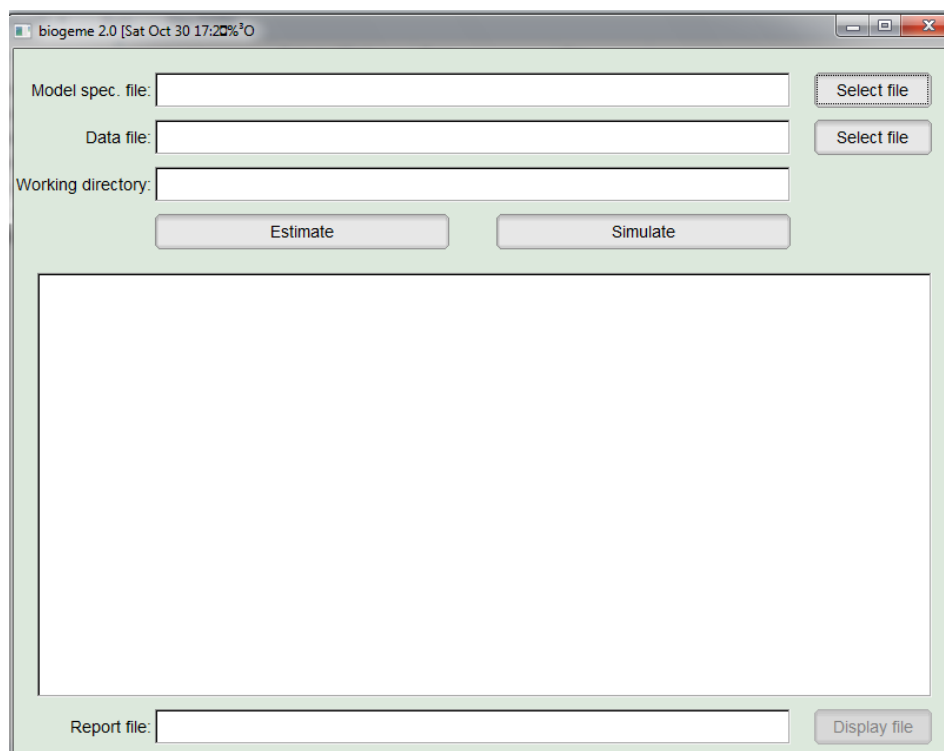 biogeme 2.0 [Sat Oct 30 17:2◘%³O
Model spec. file: Select file
Data file: Select file
Working directory:
Estimate Simulate
Report file: Display file